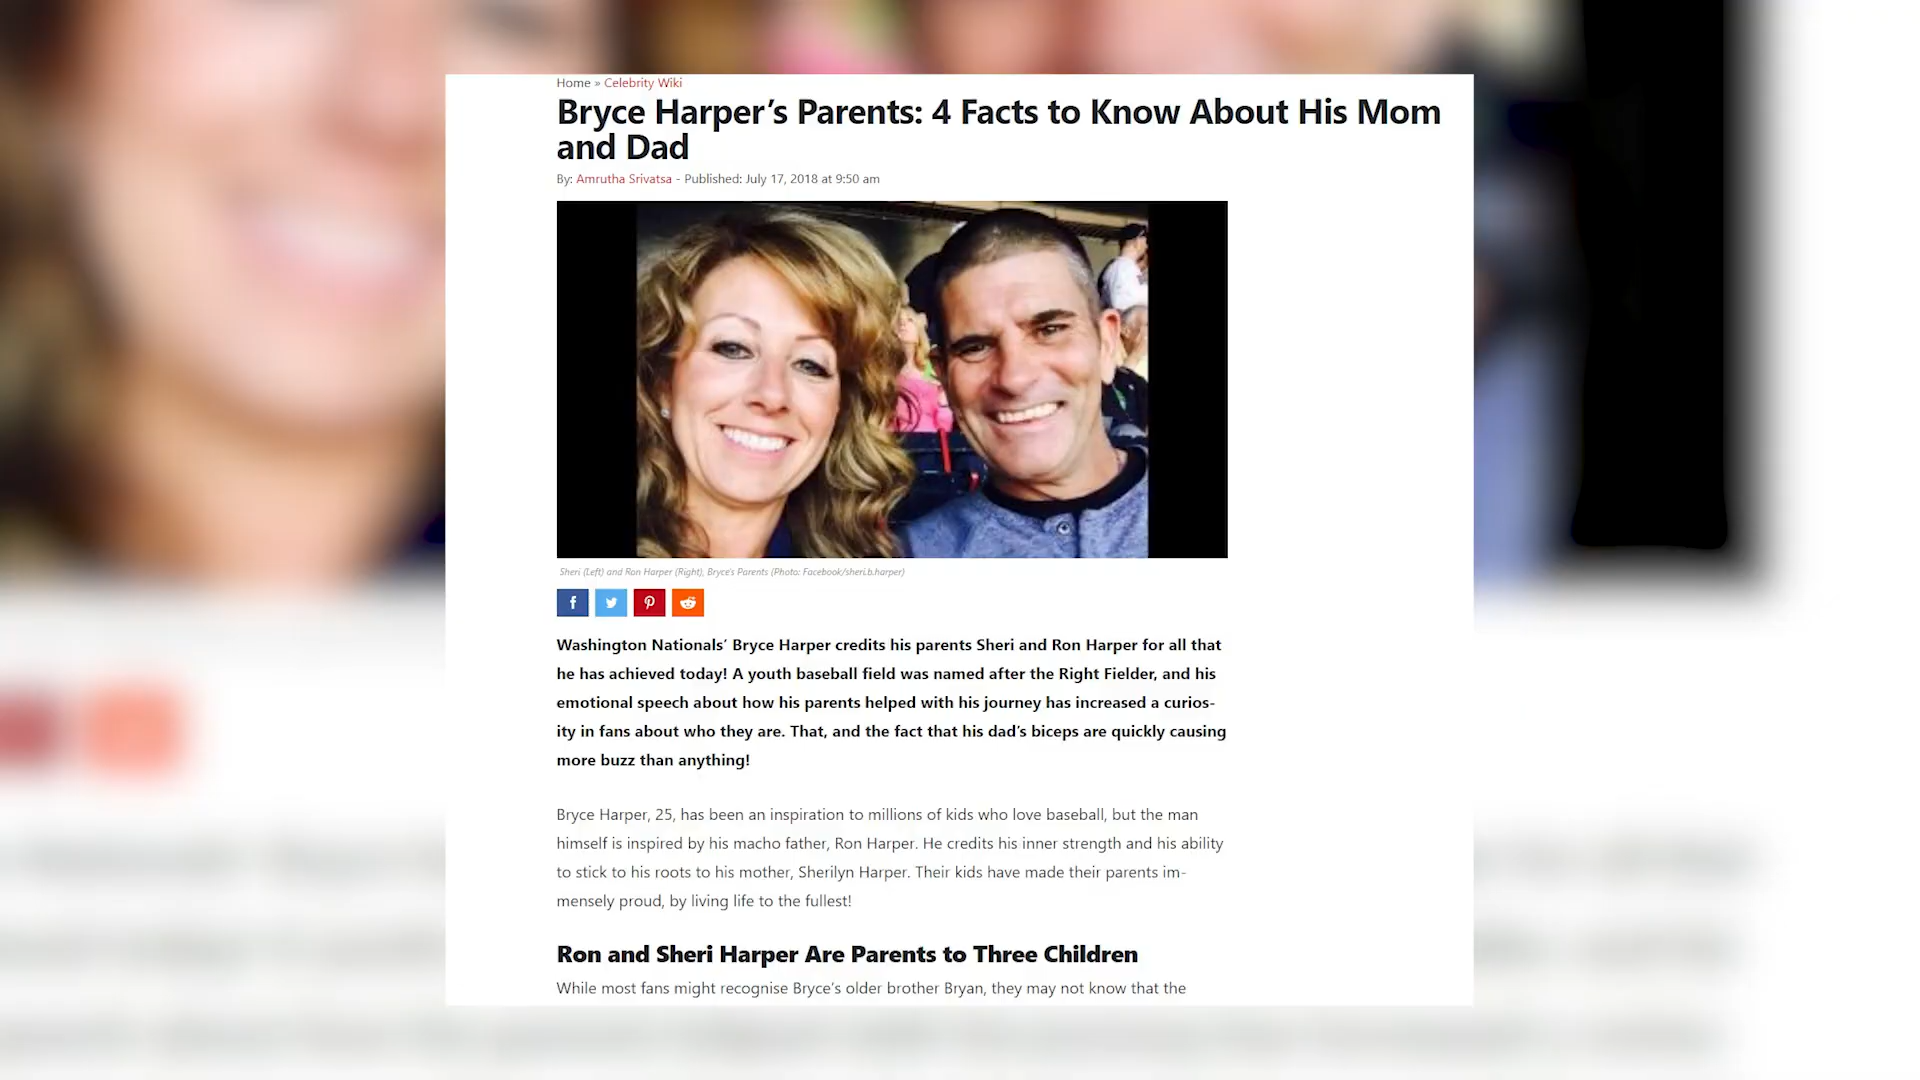 Home » Celebrity Wiki
Bryce Harper’s Parents: 4 Facts to Know About His Mom
and Dad
By: Amrutha Srivatsa - Published: July 17, 2018 at 9:50 am
Sheri (Left) and Ron Harper (Right), Bryce's Parents (Photo: Facebook/sheri.b.harper)
Washington Nationals’ Bryce Harper credits his parents Sheri and Ron Harper for all that
he has achieved today! A youth baseball field was named after the Right Fielder, and his
emotional speech about how his parents helped with his journey has increased a curios-
ity in fans about who they are. That, and the fact that his dad’s biceps are quickly causing
more buzz than anything!
Bryce Harper, 25, has been an inspiration to millions of kids who love baseball, but the man
himself is inspired by his macho father, Ron Harper. He credits his inner strength and his ability
to stick to his roots to his mother, Sherilyn Harper. Their kids have made their parents im-
mensely proud, by living life to the fullest!
Ron and Sheri Harper Are Parents to Three Children
While most fans might recognise Bryce’s older brother Bryan, they may not know that the